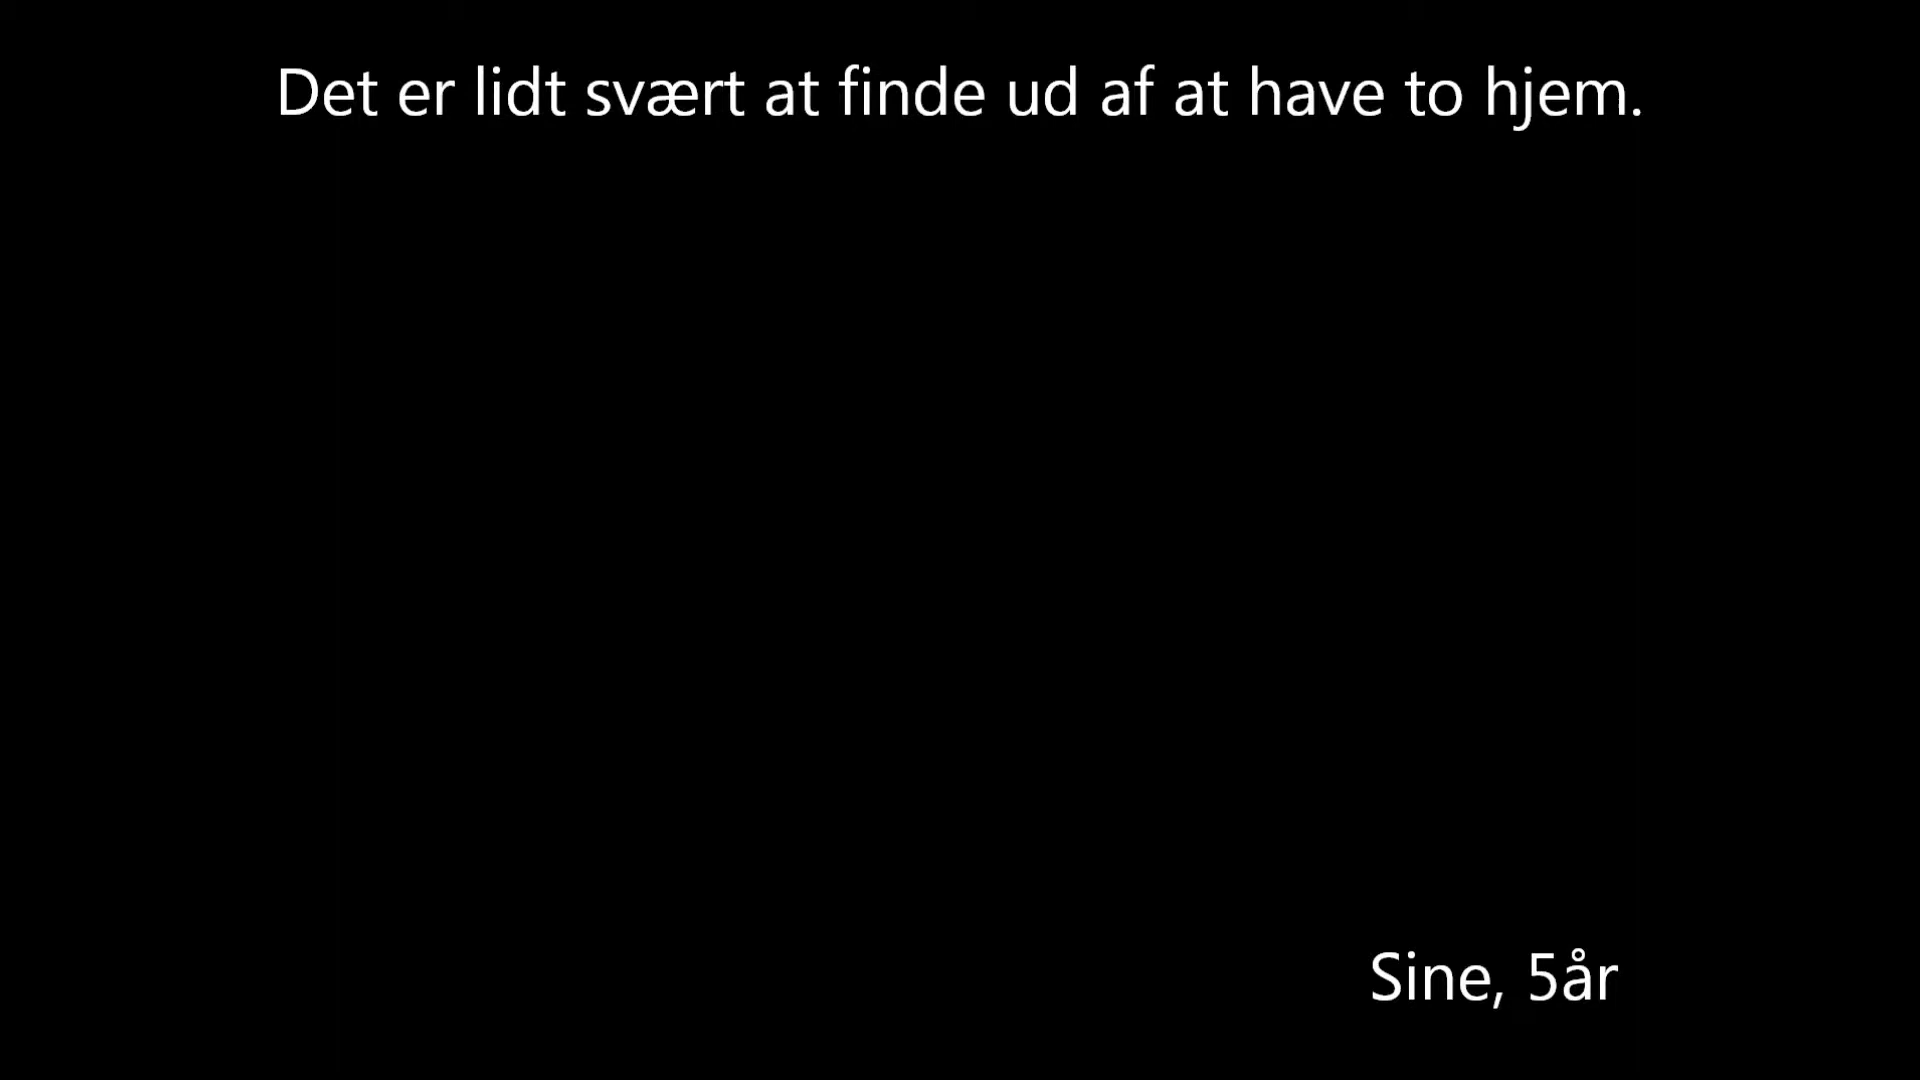 Det er lidt svært at finde ud af at have to hjem.
Sine, 5år